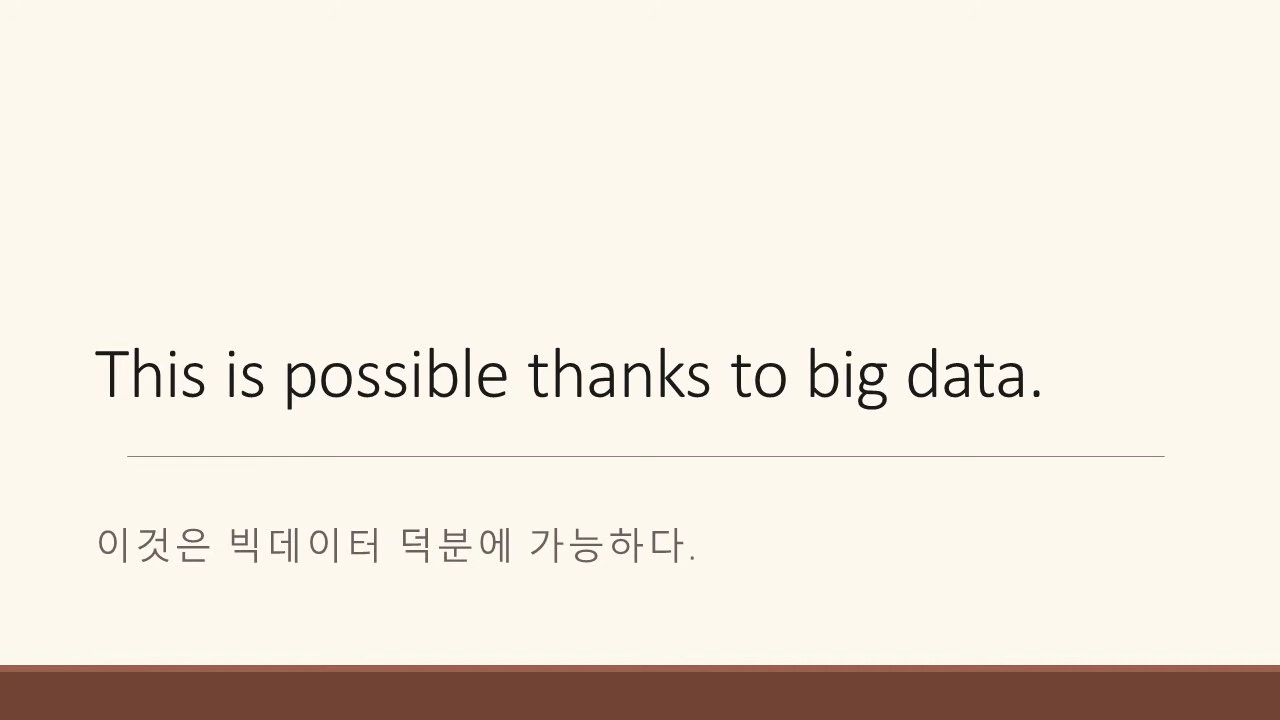 This is possible thanks to big data.
이것은 빅데이터 덕분에 가능하다.